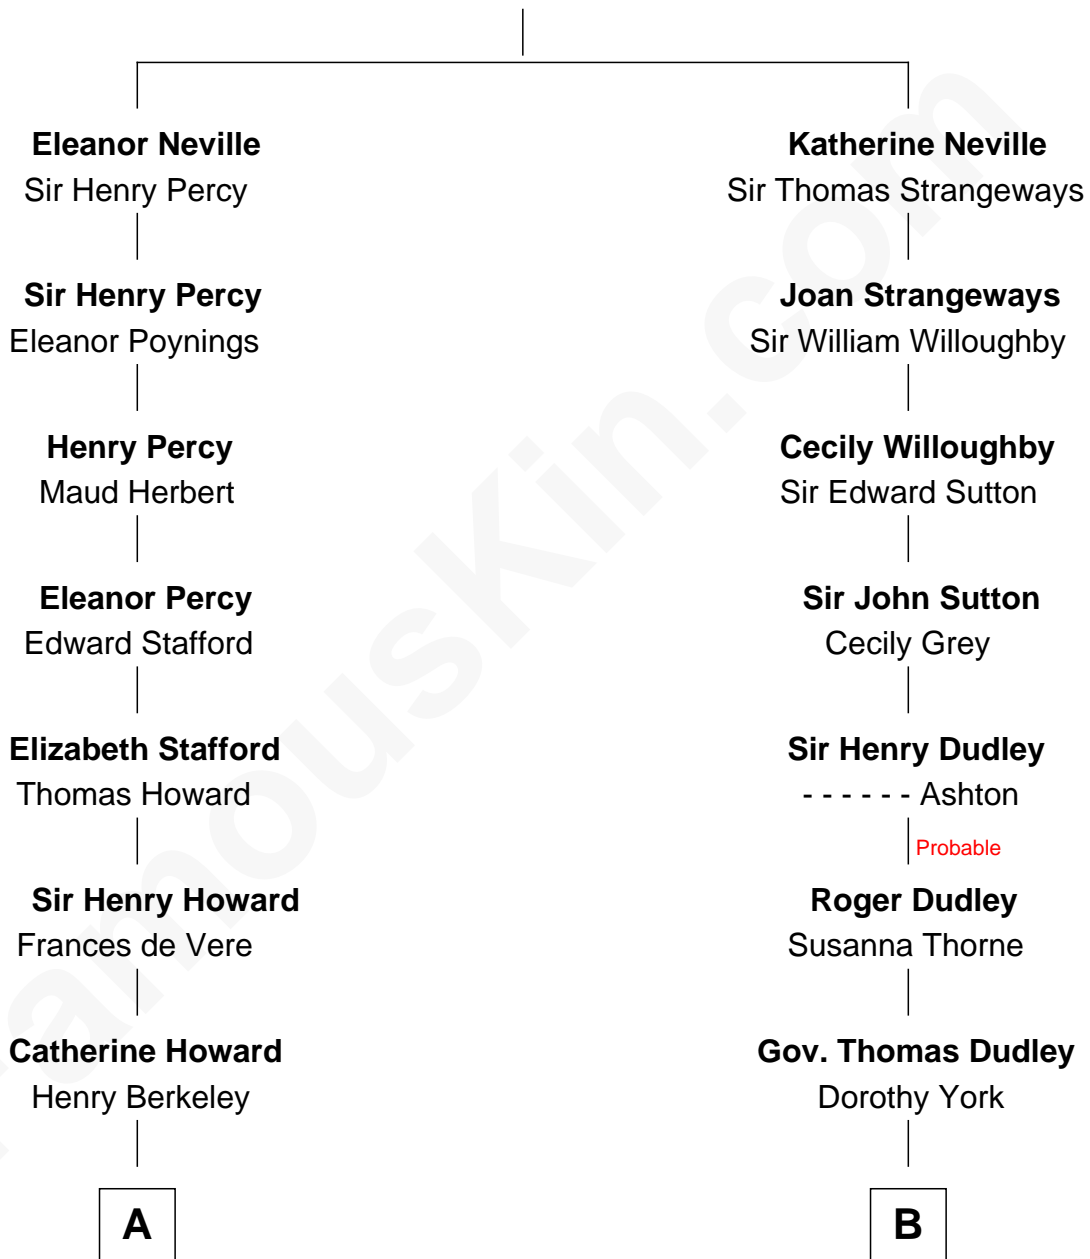 Eleanor Neville
Sir Henry Percy
Katherine Neville
Sir Thomas Strangeways
Sir Henry Percy
Eleanor Poynings
Joan Strangeways
Sir William Willoughby
Henry Percy
Maud Herbert
Cecily Willoughby
Sir Edward Sutton
Eleanor Percy
Edward Stafford
Sir John Sutton
Cecily Grey
Elizabeth Stafford
Thomas Howard
Sir Henry Dudley
- - - - - - Ashton
Probable
Sir Henry Howard
Frances de Vere
Roger Dudley
Susanna Thorne
Catherine Howard
Henry Berkeley
Gov. Thomas Dudley
Dorothy York
A
B
FamousKin.com